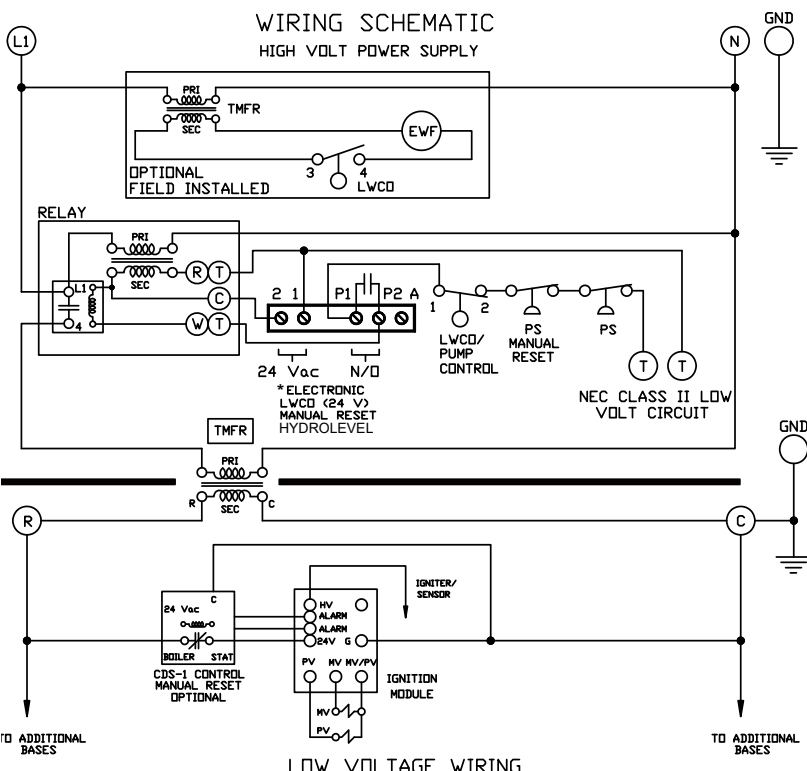 WIRING SCHEMATIC
HIGH VOLT POWER SUPPLY
L1
N
GND
PRI
TMFR
SEC
EWF
3
4
LWCO
OPTIONAL
FIELD INSTALLED
RELAY
PRI
SEC
R T
C
W T
L1
4
2 1
P1
P2 A
24 Vac
N/O
*ELECTRONIC
LWCO (24 V)
MANUAL RESET
HYDROLEVEL
1
2
LWCO/
PUMP
CONTROL
PS
MANUAL
RESET
PS
T
T
NEC CLASS II LOW
VOLT CIRCUIT
TMFR
PRI
R
SEC
C
GND
R
C
C
24 Vac
BOILER STAT
CDS-1 CONTROL
MANUAL RESET
OPTIONAL
HV
ALARM
ALARM
24V G
PV MV MV/PV
IGNITER/
SENSOR
IGNITION
MODULE
MV
PV
TO ADDITIONAL
BASES
TO ADDITIONAL
BASES
LOW VOLTAGE WIRING